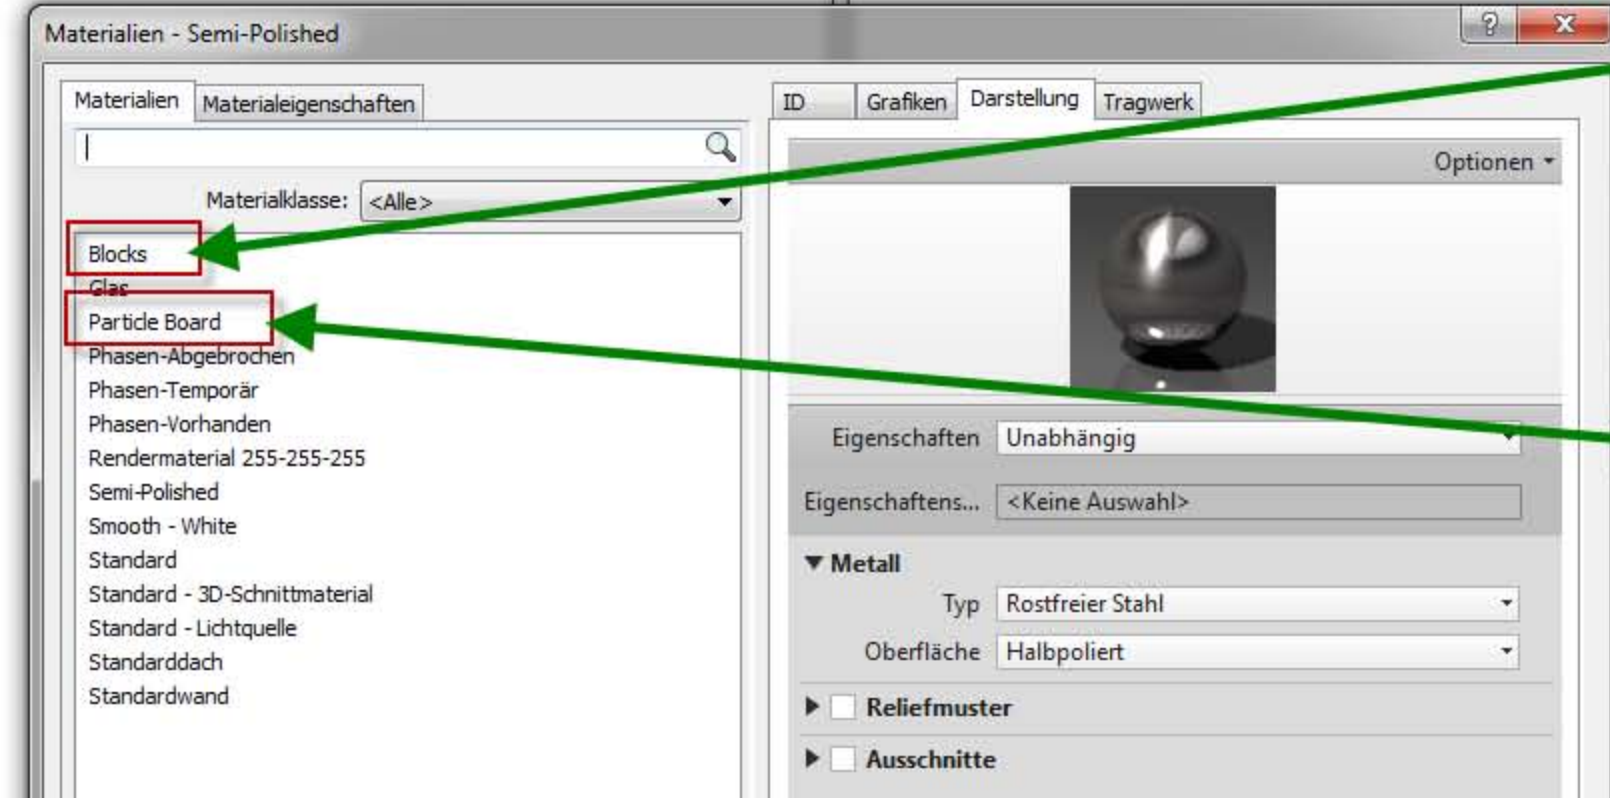 Materialien - Semi-Polished
?
Materialien Materialeigenschaften
Materialklasse: <Alle>
Blocks
Glas
Particle Board
Phasen-Abgebrochen
Phasen-Temporär
Phasen-Vorhanden
Rendermaterial 255-255-255
Semi-Polished
Smooth - White
Standard
Standard - 3D-Schnittmaterial
Standard - Lichtquelle
Standarddach
Standardwand
ID Grafiken Darstellung Tragwerk
Optionen
Eigenschaften Unabhängig
Eigenschaftens... <Keine Auswahl>
Metall
Typ Rostfreier Stahl
Oberfläche Halbpoliert
Reliefmuster
Ausschnitte